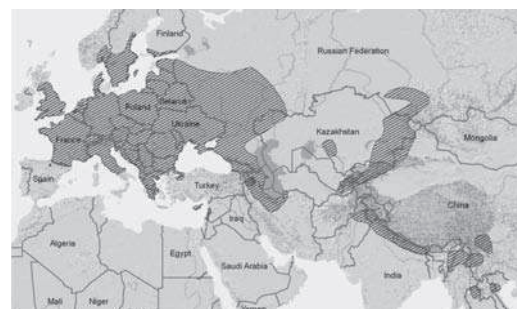 Finland
Russian Federation
Poland
Belarus
Ukraine
France
Kazakhstan
Mongolia
Spain
Turkey
China
Iraq
Algeria
Egypt
Saudi Arabia
India
Mali
Niger